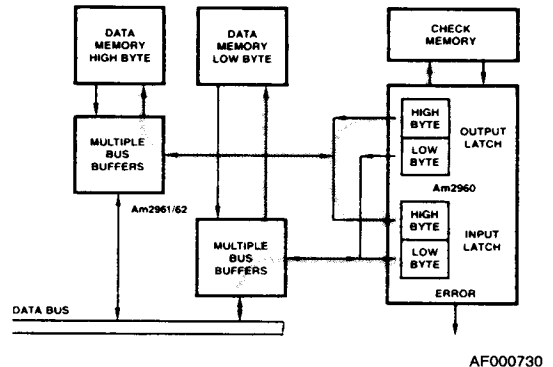 DATA
MEMORY
HIGH BYTE
DATA
MEMORY
LOW BYTE
CHECK
MEMORY
MULTIPLE
BUS
BUFFERS
Am2961/62
MULTIPLE
BUS
BUFFERS
HIGH
BYTE
LOW
BYTE
OUTPUT
LATCH
Am2960
HIGH
BYTE
LOW
BYTE
INPUT
LATCH
ERROR
DATA BUS
AF000730